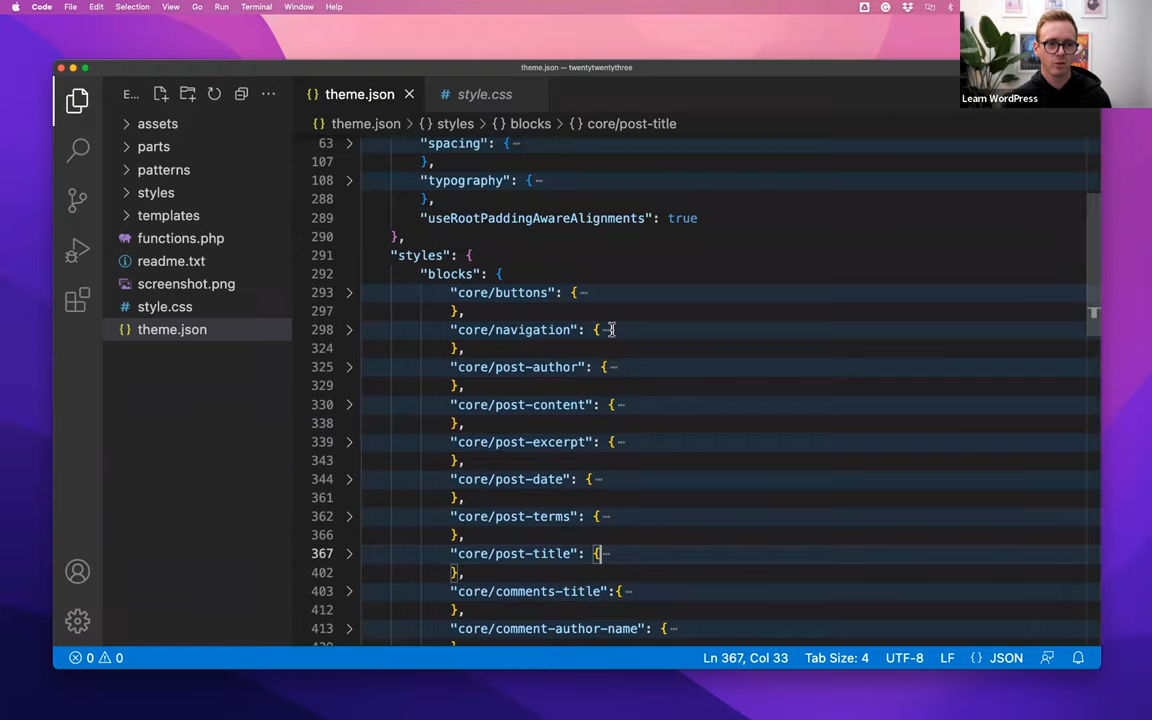 Code File Edit Selection View Go Run Terminal Window Help
theme.json — twentytwentythree
Learn WordPress
E...
theme.json
# style.css
{} theme.json > {} styles > {} blocks > {} core/post-title
assets
parts
patterns
styles
templates
functions.php
readme.txt
screenshot.png
# style.css
{} theme.json
63 "spacing": {
107 },
108 "typography": {
288 },
289 "useRootPaddingAwareAlignments": true
290 },
291 "styles": {
292 "blocks": {
293 "core/buttons": {
297 },
298 "core/navigation": {
324 },
325 "core/post-author": {
329 },
330 "core/post-content": {
338 },
339 "core/post-excerpt": {
343 },
344 "core/post-date": {
361 },
362 "core/post-terms": {
366 },
367 "core/post-title": {
402 },
403 "core/comments-title":{
412 },
413 "core/comment-author-name": {
0 0 Ln 367, Col 33 Tab Size: 4 UTF-8 LF {} JSON